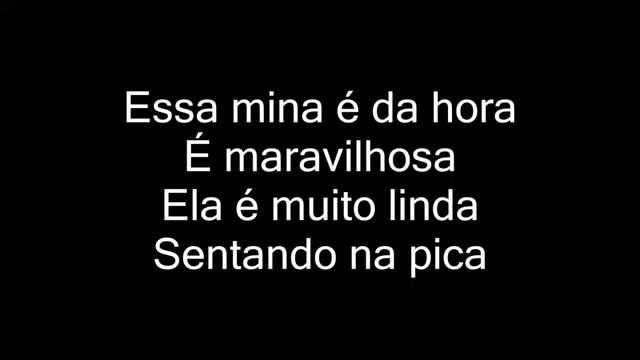 Essa mina é da hora
É maravilhosa
Ela é muito linda
Sentando na pica